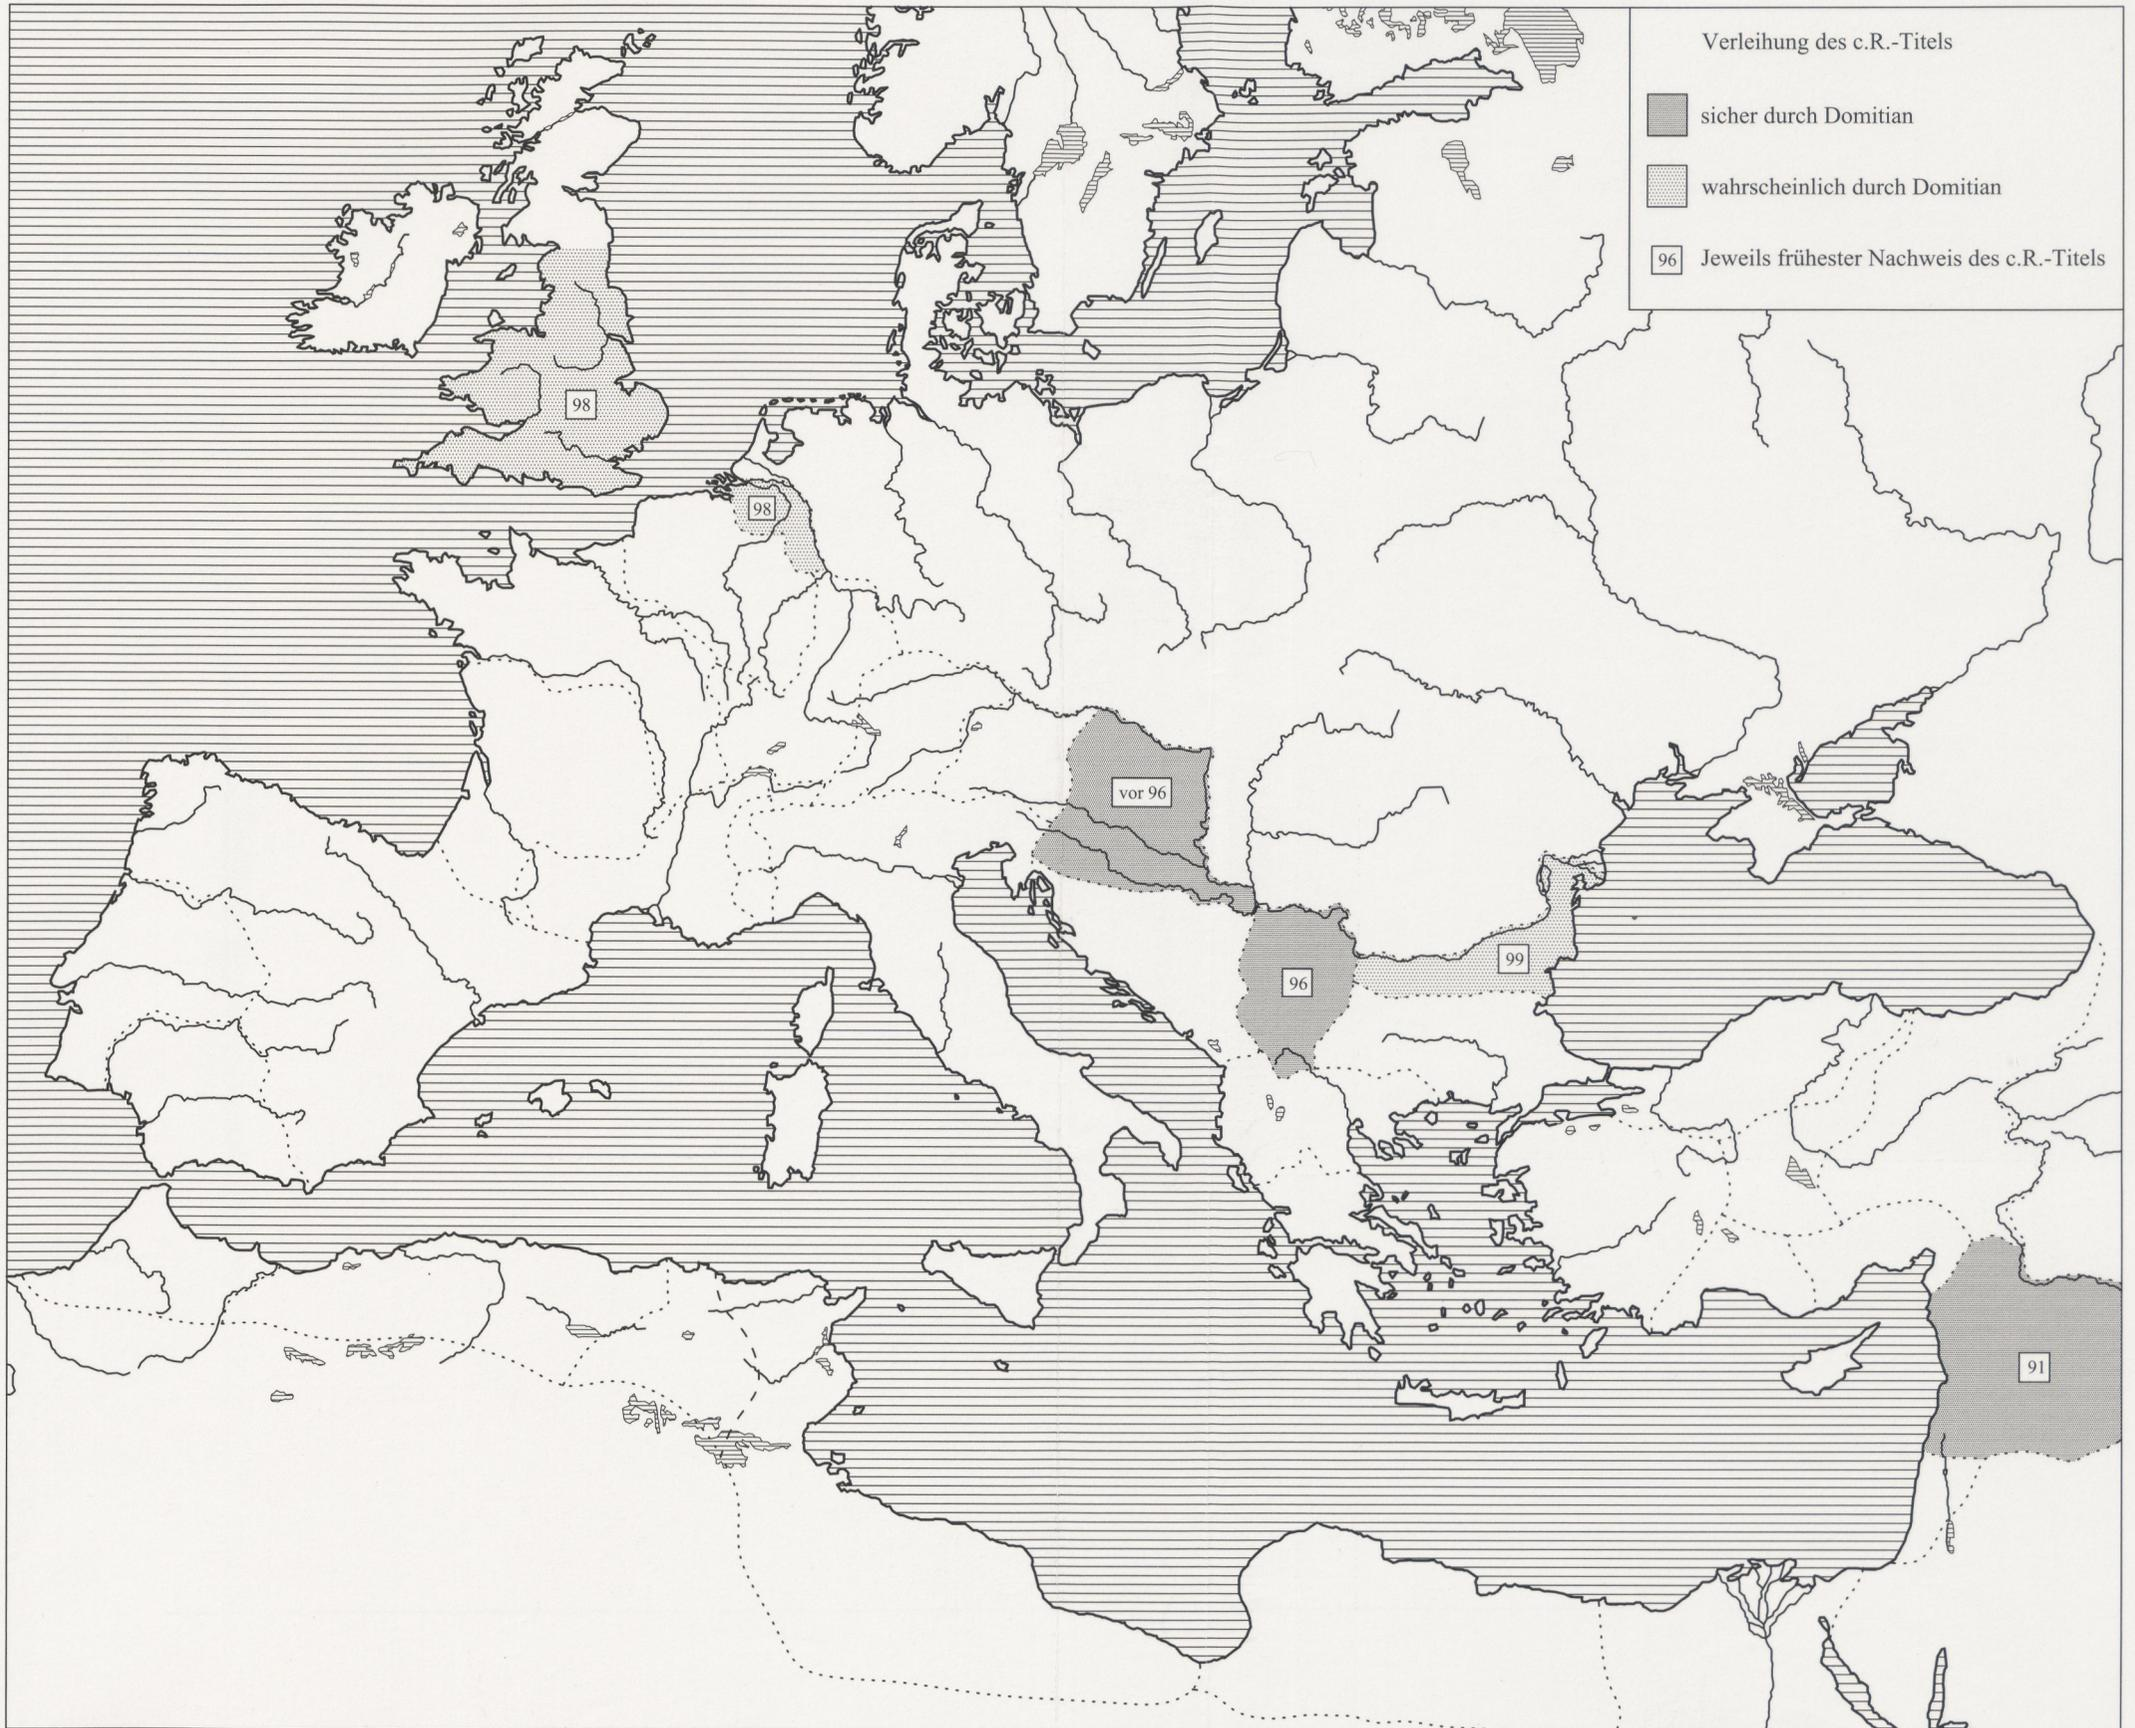 Verleihung des c.R.-Titels
sicher durch Domitian
wahrscheinlich durch Domitian
96 Jeweils frühester Nachweis des c.R.-Titels
98
98
vor 96
99
96
91